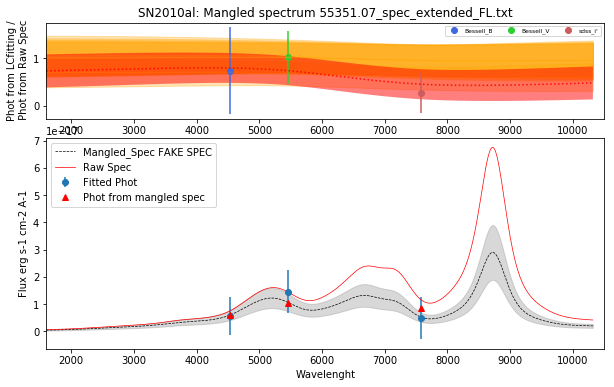 SN2010al: Mangled spectrum 55351.07_spec_extended_FL.txt
Phot from LCfitting /
Phot from Raw Spec
1
0
Bessell_B
Bessell_V
sdss_i'
2000 3000 4000 5000 6000 7000 8000 9000 10000
1e−17
Flux erg s-1 cm-2 A-1
7
6
5
4
3
2
1
0
Mangled_Spec FAKE SPEC
Raw Spec
Fitted Phot
Phot from mangled spec
2000 3000 4000 5000 6000 7000 8000 9000 10000
Wavelenght